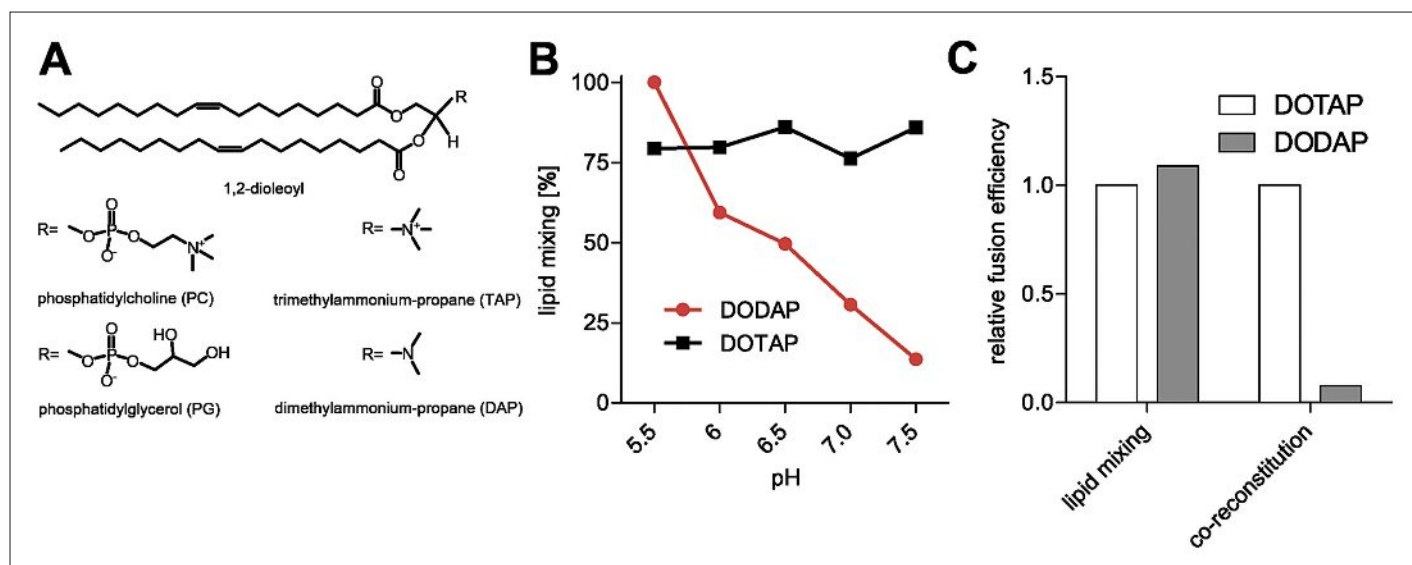 A
O
O
R
O
H
O
1,2-dioleoyl
R=
O
O
P
O
O-
N+
phosphatidylcholine (PC)
R=
N+
trimethylammonium-propane (TAP)
R=
O
O
P
O
O-
HO
OH
phosphatidylglycerol (PG)
R=
N
dimethylammonium-propane (DAP)
B
lipid mixing [%]
100
75
50
25
0
DODAP
DOTAP
5.5
6
6.5
7.0
7.5
pH
C
relative fusion efficiency
1.5
1.0
0.5
0.0
DOTAP
DODAP
lipid mixing
co-reconstitution